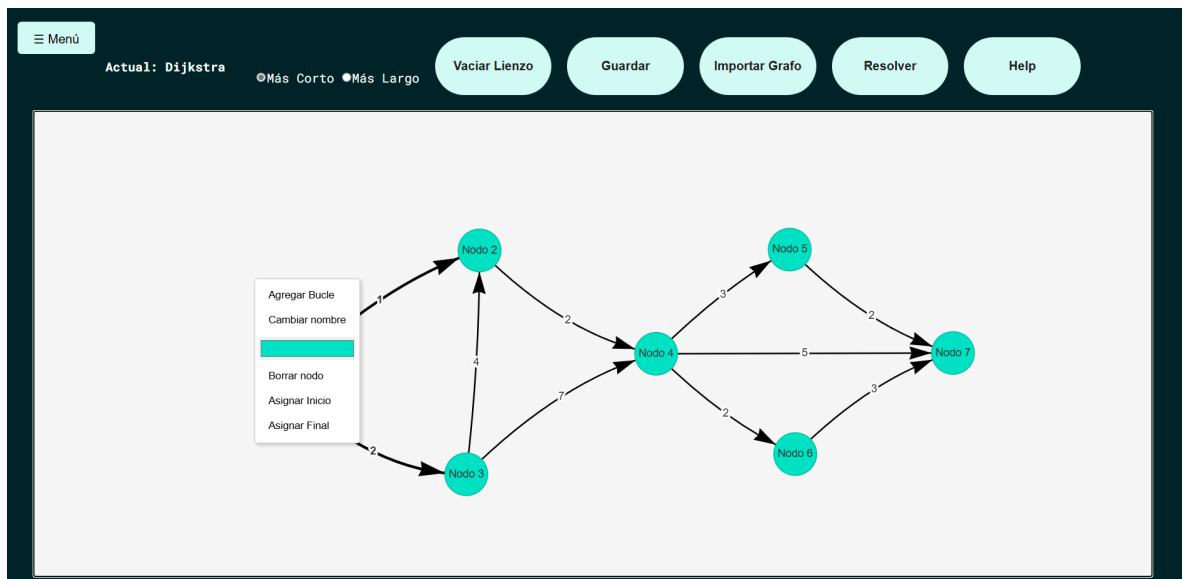 ☰ Menú
Actual: Dijkstra
Más Corto Más Largo
Vaciar Lienzo
Guardar
Importar Grafo
Resolver
Help
Nodo 2
Nodo 5
Agregar Bucle
Cambiar nombre
1
3
2
2
4
Nodo 4
5
Nodo 7
Borrar nodo
Asignar Inicio
Asignar Final
7
2
3
2
Nodo 3
Nodo 6